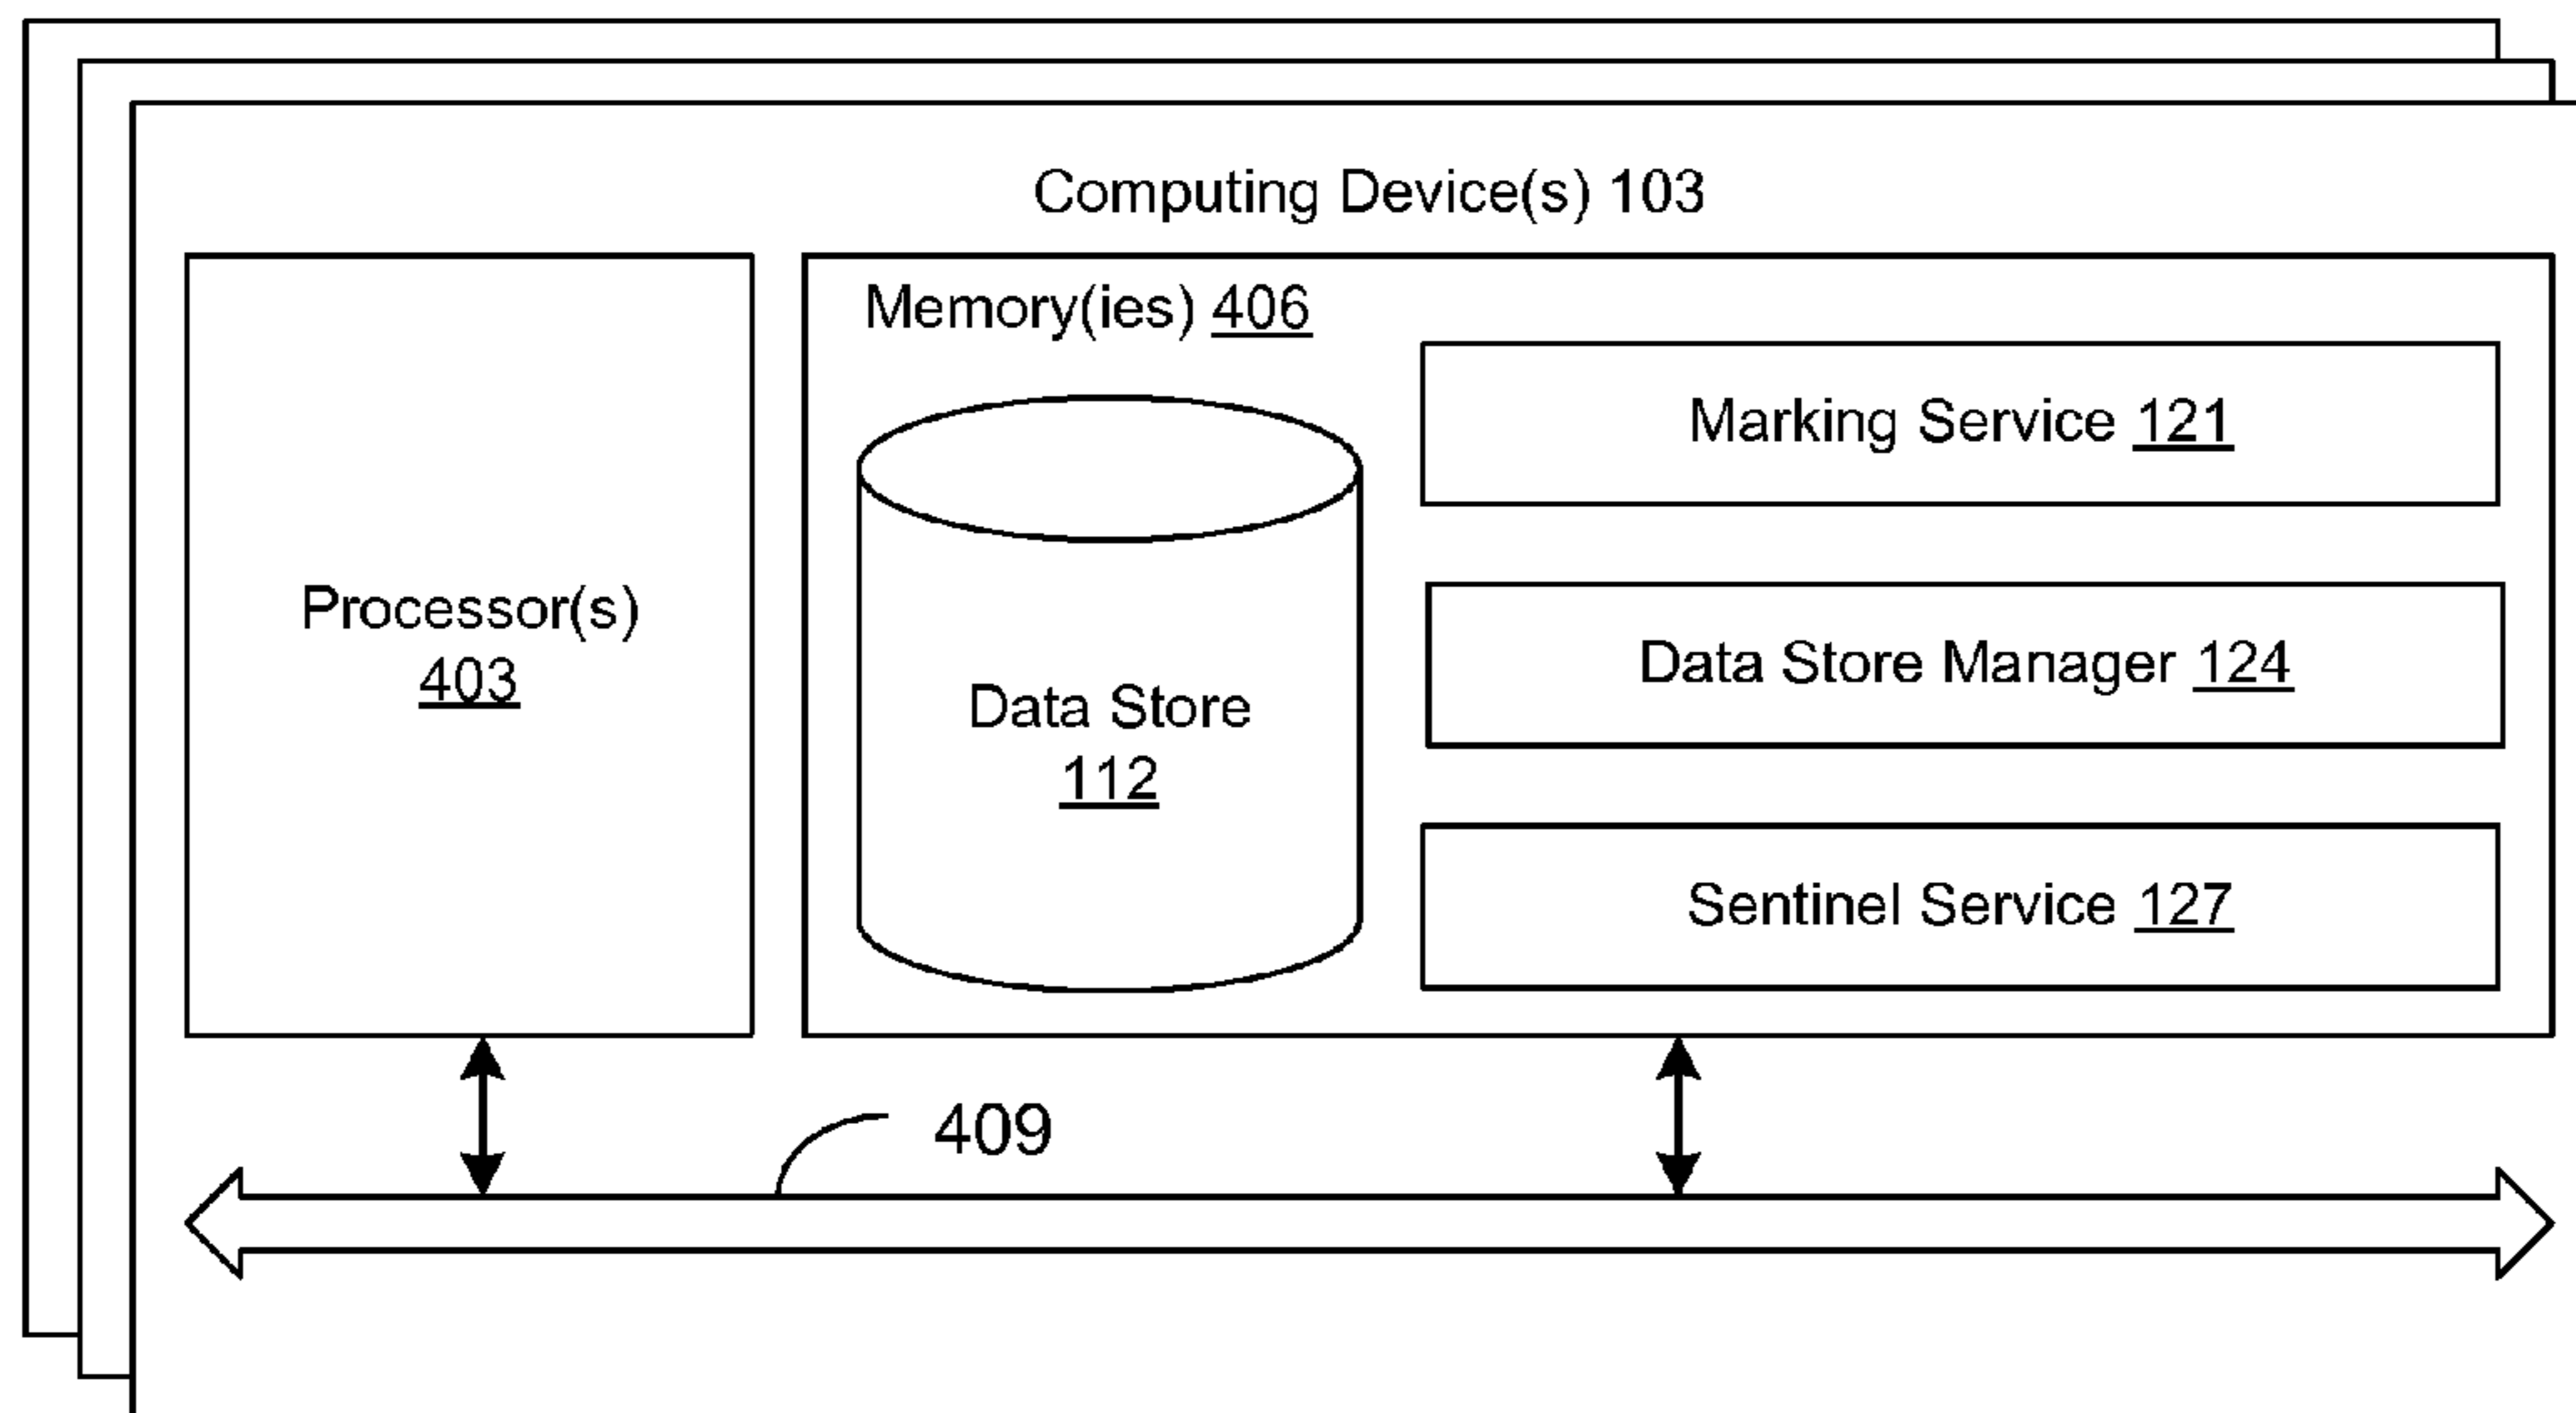 Computing Device(s) 103
Processor(s)
403
Memory(ies) 406
Data Store
112
Marking Service 121
Data Store Manager 124
Sentinel Service 127
409